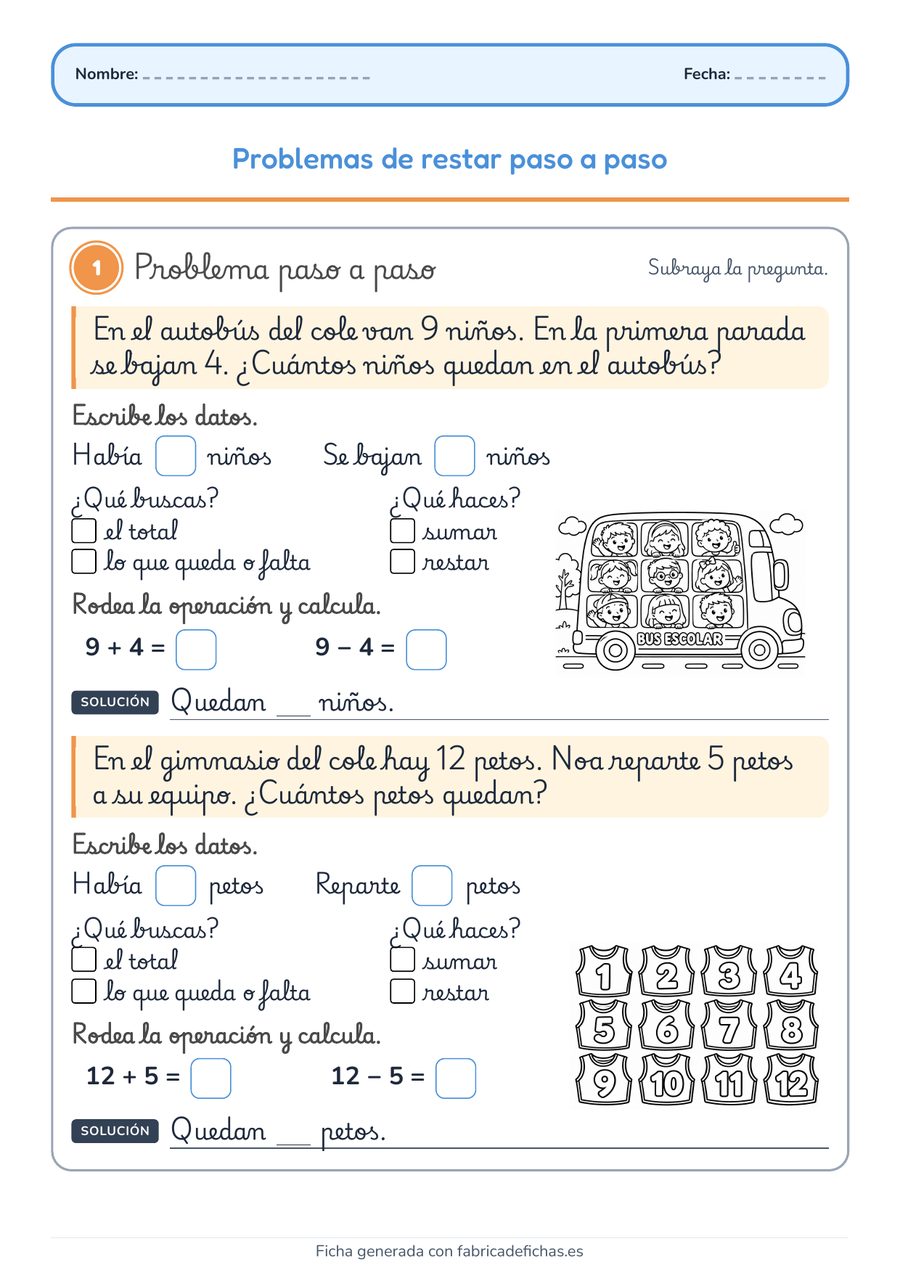 Nombre: Fecha:
Problemas de restar paso a paso
1 Problema paso a paso Subraya la pregunta.
En el autobús del cole van 9 niños. En la primera parada
se bajan 4. ¿Cuántos niños quedan en el autobús?
Escribe los datos.
Había niños Se bajan niños
¿Qué buscas? ¿Qué haces?
el total sumar
lo que queda o falta restar
BUS ESCOLAR
Rodea la operación y calcula.
9 + 4 = 9 – 4 =
SOLUCIÓN Quedan ___ niños.
En el gimnasio del cole hay 12 petos. Noa reparte 5 petos
a su equipo. ¿Cuántos petos quedan?
Escribe los datos.
Había petos Reparte petos
¿Qué buscas? ¿Qué haces?
el total sumar
lo que queda o falta restar
1 2 3 4
5 6 7 8
9 10 11 12
Rodea la operación y calcula.
12 + 5 = 12 – 5 =
SOLUCIÓN Quedan ___ petos.
Ficha generada con fabricadefichas.es